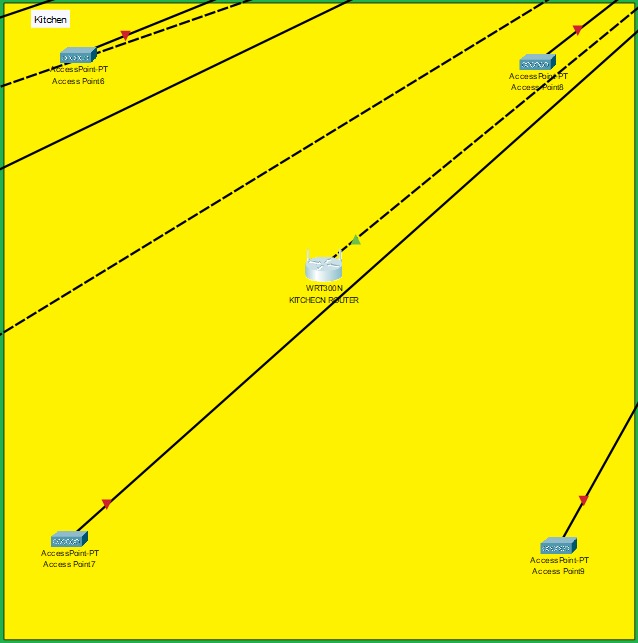 Kitchen
AccessPoint-PT
Access Point6
AccessPoint-PT
Access Point8
WRT300N
KITCHECN ROUTER
AccessPoint-PT
Access Point7
AccessPoint-PT
Access Point9